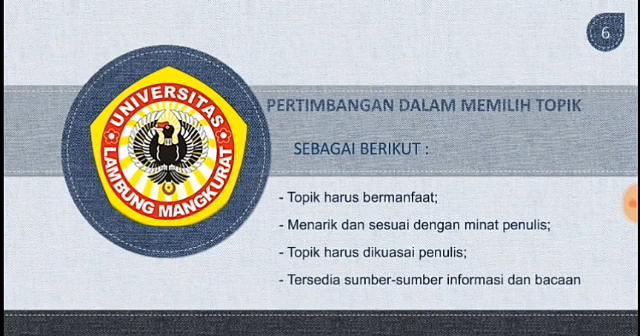 6
PERTIMBANGAN DALAM MEMILIH TOPIK
SEBAGAI BERIKUT :
UNIVERSITAS
LAMBUNG MANGKURAT
- Topik harus bermanfaat;
- Menarik dan sesuai dengan minat penulis;
- Topik harus dikuasai penulis;
- Tersedia sumber-sumber informasi dan bacaan